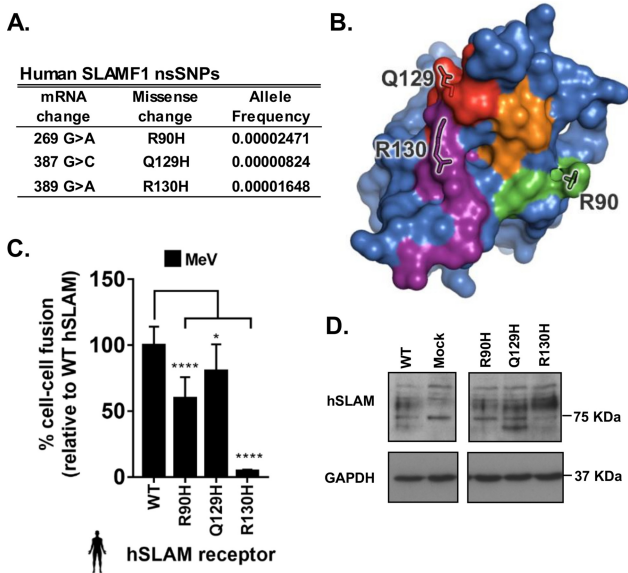 A.
Human SLAMF1 nsSNPs
mRNA change Missense change Allele Frequency
269 G>A R90H 0.00002471
387 G>C Q129H 0.00000824
389 G>A R130H 0.00001648
B.
Q129
R130
R90
C.
MeV
% cell-cell fusion
(relative to WT hSLAM)
150
100
50
0
****
*
****
WT
R90H
Q129H
R130H
hSLAM receptor
D.
WT
Mock
R90H
Q129H
R130H
hSLAM
75 KDa
GAPDH
37 KDa